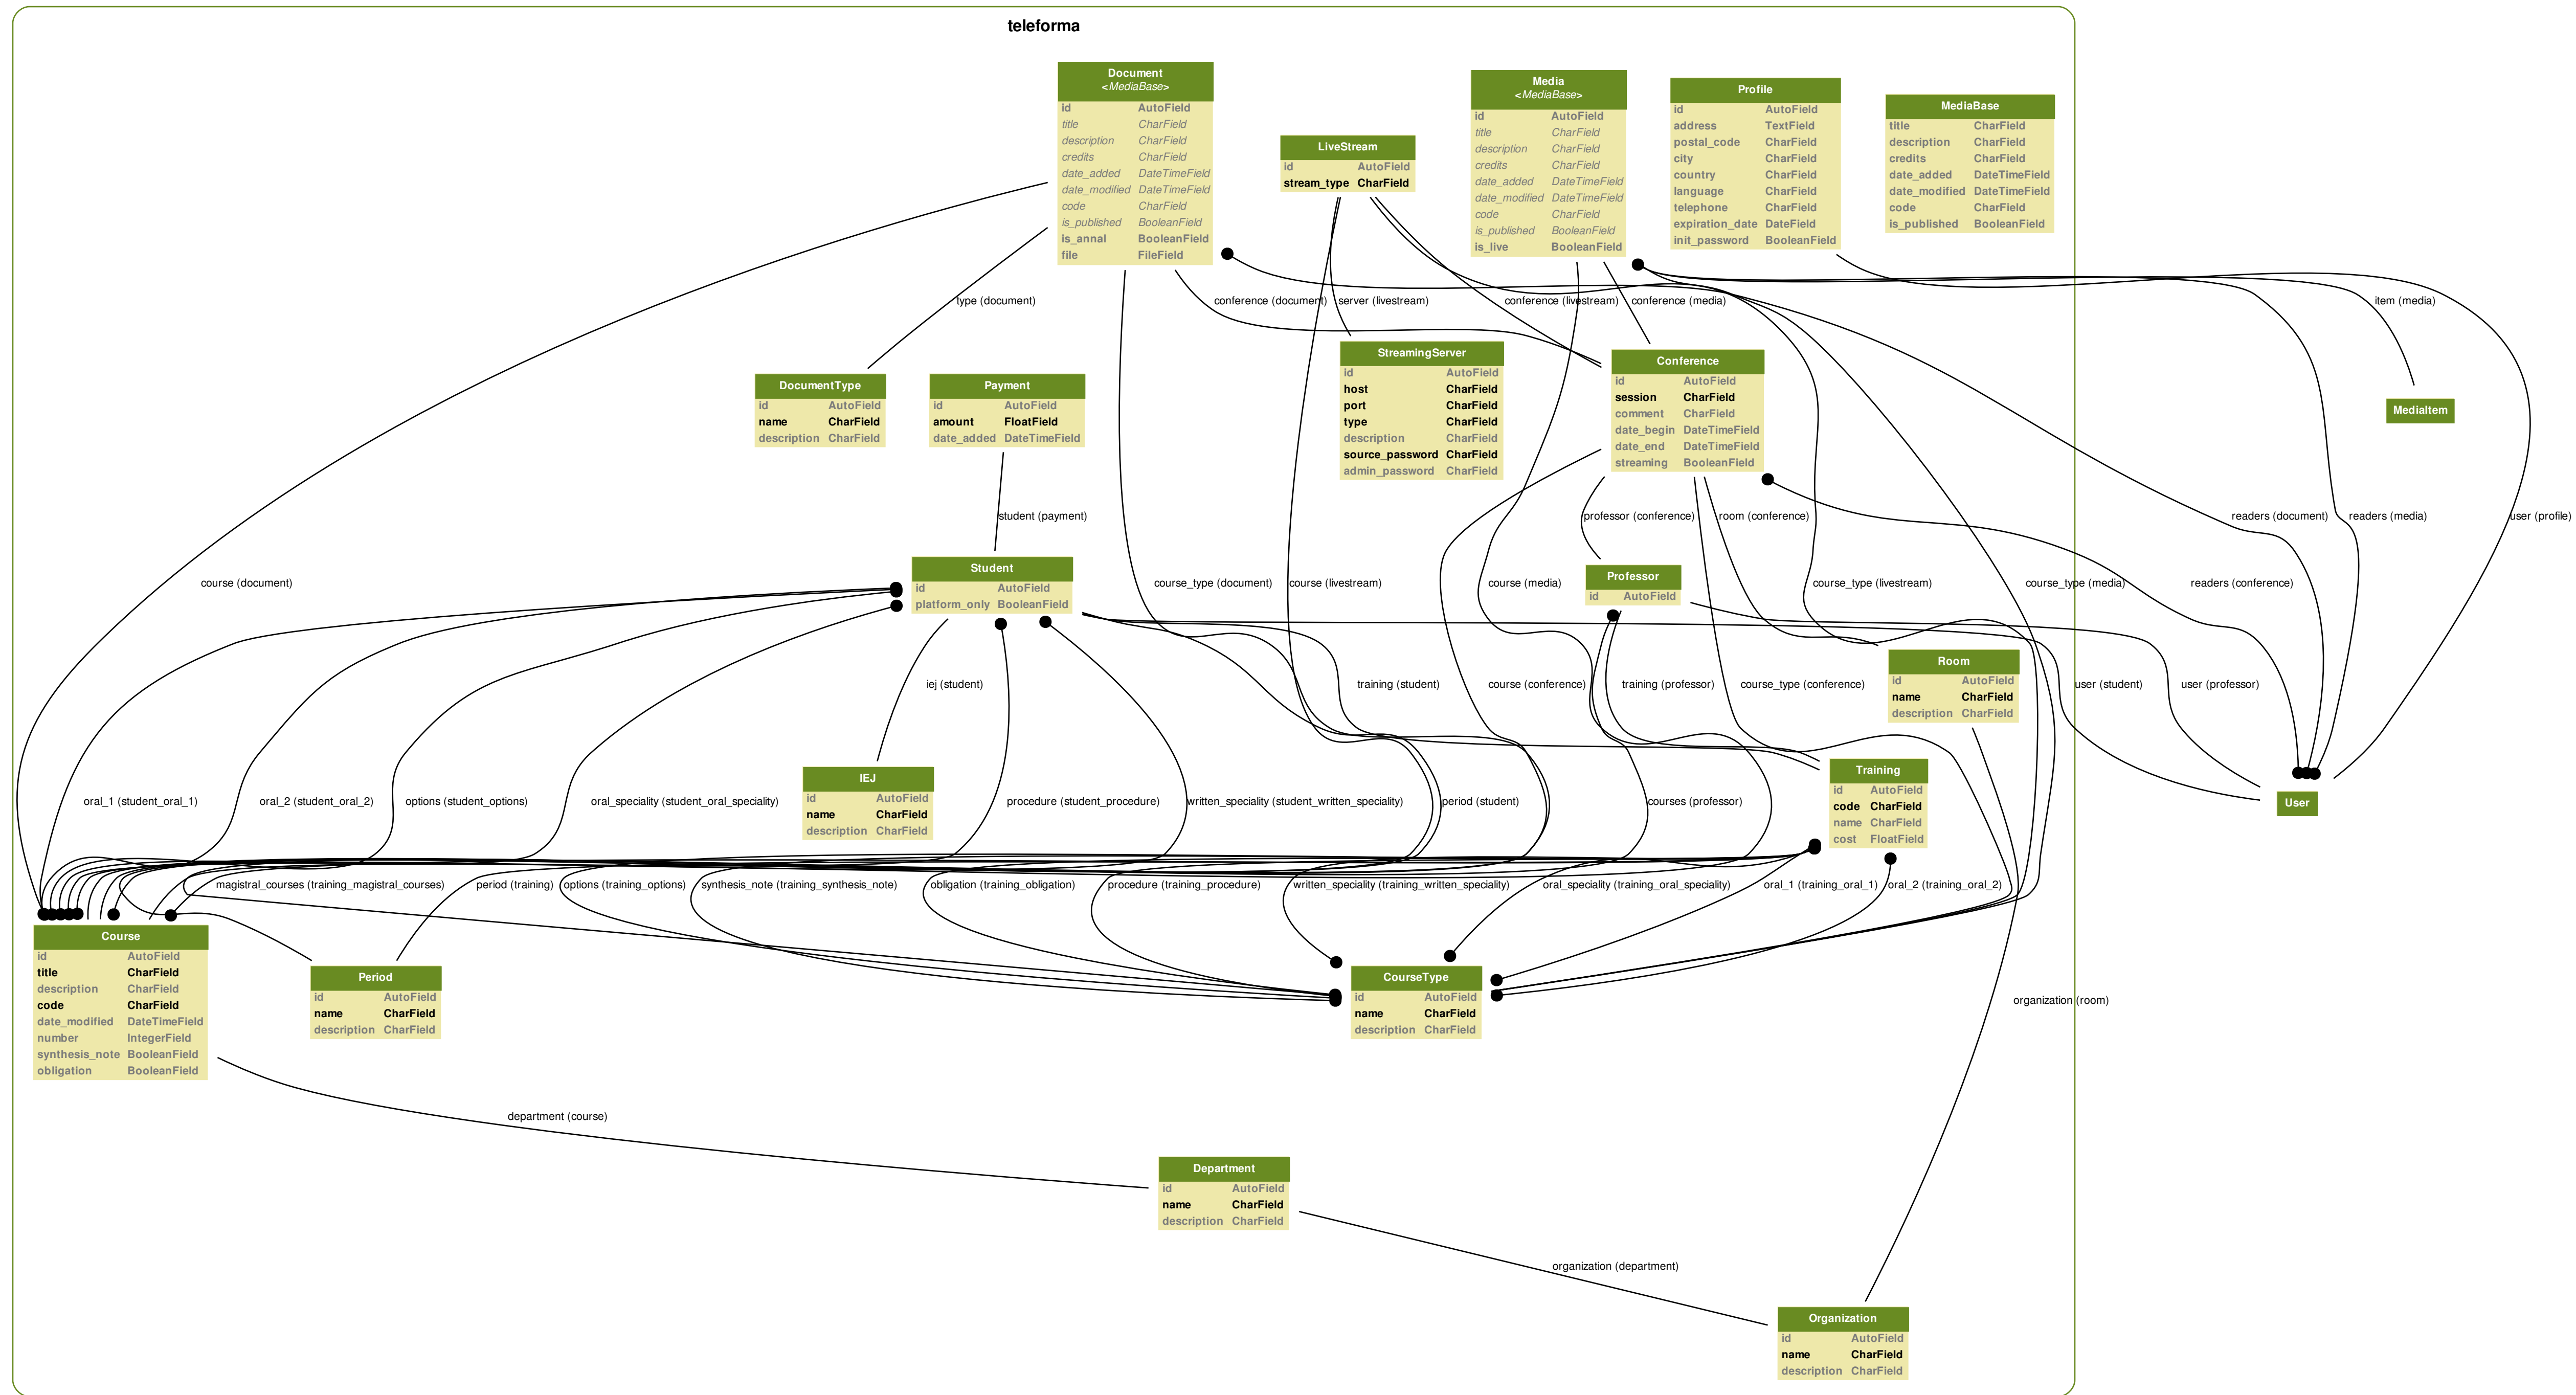 teleforma
Document
<MediaBase>
id AutoField
title CharField
description CharField
credits CharField
date_added DateTimeField
date_modified DateTimeField
code CharField
is_published BooleanField
is_annal BooleanField
file FileField
LiveStream
id AutoField
stream_type CharField
Media
<MediaBase>
id AutoField
title CharField
description CharField
credits CharField
date_added DateTimeField
date_modified DateTimeField
code CharField
is_published BooleanField
is_live BooleanField
Profile
id AutoField
address TextField
postal_code CharField
city CharField
country CharField
language CharField
telephone CharField
expiration_date DateField
init_password BooleanField
MediaBase
title CharField
description CharField
credits CharField
date_added DateTimeField
date_modified DateTimeField
code CharField
is_published BooleanField
type (document)
conference (document)
server (livestream)
conference (livestream)
conference (media)
item (media)
DocumentType
id AutoField
name CharField
description CharField
Payment
id AutoField
amount FloatField
date_added DateTimeField
StreamingServer
id AutoField
host CharField
port CharField
type CharField
description CharField
source_password CharField
admin_password CharField
Conference
id AutoField
session CharField
comment CharField
date_begin DateTimeField
date_end DateTimeField
streaming BooleanField
MediaItem
student (payment)
professor (conference)
room (conference)
readers (document)
readers (media)
user (profile)
course (document)
Student
id AutoField
platform_only BooleanField
course_type (document)
course (livestream)
course (media)
Professor
id AutoField
course_type (livestream)
course_type (media)
readers (conference)
iej (student)
training (student)
course (conference)
training (professor)
course_type (conference)
Room
id AutoField
name CharField
description CharField
user (student)
user (professor)
oral_1 (student_oral_1)
oral_2 (student_oral_2)
options (student_options)
oral_speciality (student_oral_speciality)
IEJ
id AutoField
name CharField
description CharField
procedure (student_procedure)
written_speciality (student_written_speciality)
period (student)
courses (professor)
Training
id AutoField
code CharField
name CharField
cost FloatField
User
magistral_courses (training_magistral_courses)
period (training)
options (training_options)
synthesis_note (training_synthesis_note)
obligation (training_obligation)
procedure (training_procedure)
written_speciality (training_written_speciality)
oral_speciality (training_oral_speciality)
oral_1 (training_oral_1)
oral_2 (training_oral_2)
Course
id AutoField
title CharField
description CharField
code CharField
date_modified DateTimeField
number IntegerField
synthesis_note BooleanField
obligation BooleanField
Period
id AutoField
name CharField
description CharField
CourseType
id AutoField
name CharField
description CharField
organization (room)
department (course)
Department
id AutoField
name CharField
description CharField
organization (department)
Organization
id AutoField
name CharField
description CharField